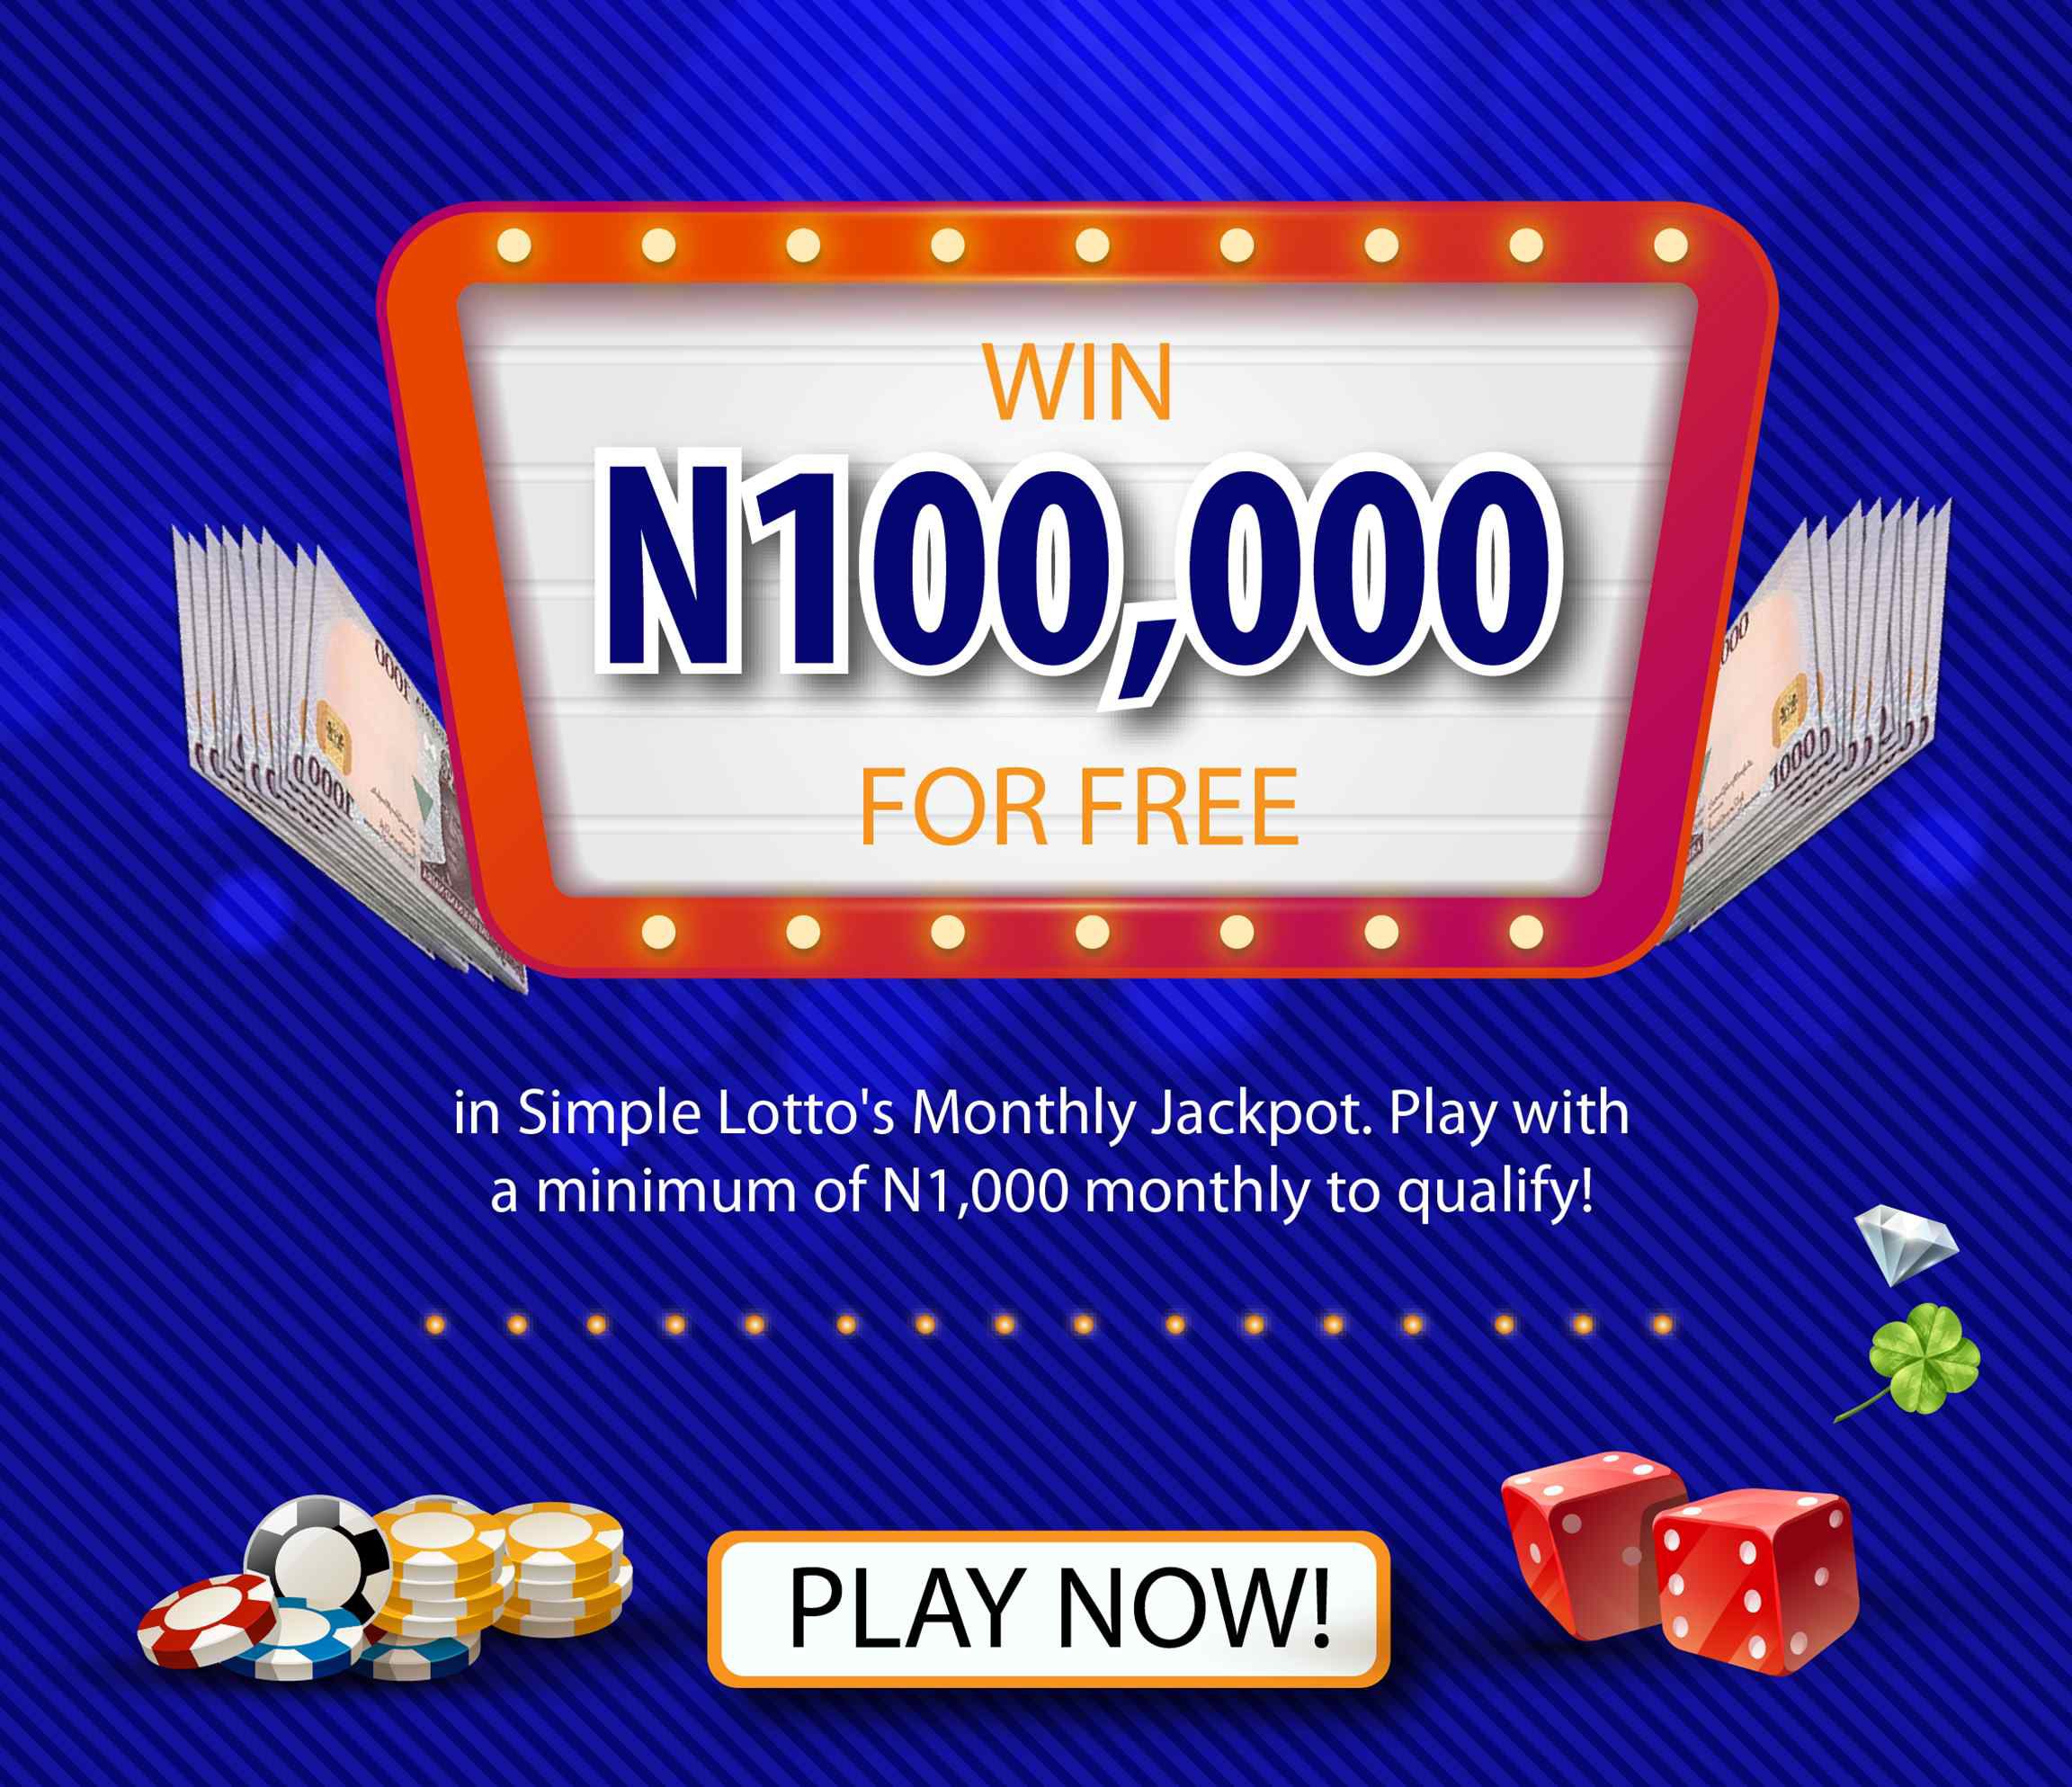 WIN
N100,000
FOR FREE
in Simple Lotto's Monthly Jackpot. Play with
a minimum of N1,000 monthly to qualify!
PLAY NOW!